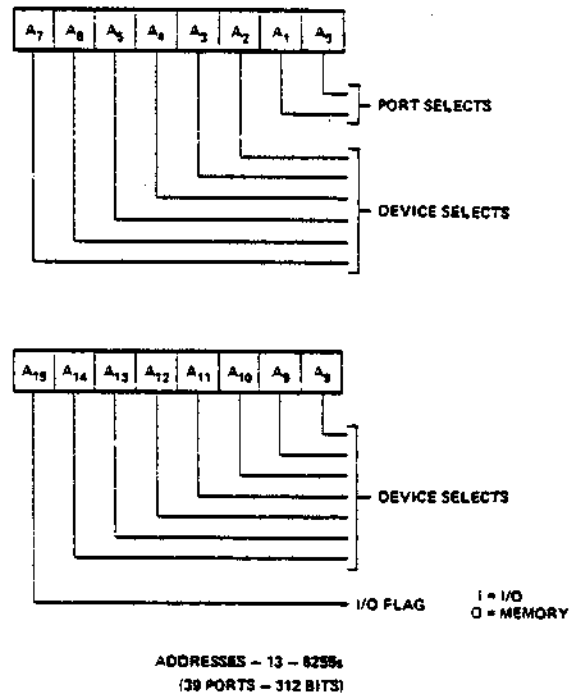 A7 A6 A5 A4 A3 A2 A1 A0
PORT SELECTS
DEVICE SELECTS
A15 A14 A13 A12 A11 A10 A9 A8
DEVICE SELECTS
I/O FLAG
1 = I/O
0 = MEMORY
ADDRESSES – 13 – 8255s
(39 PORTS – 312 BITS)